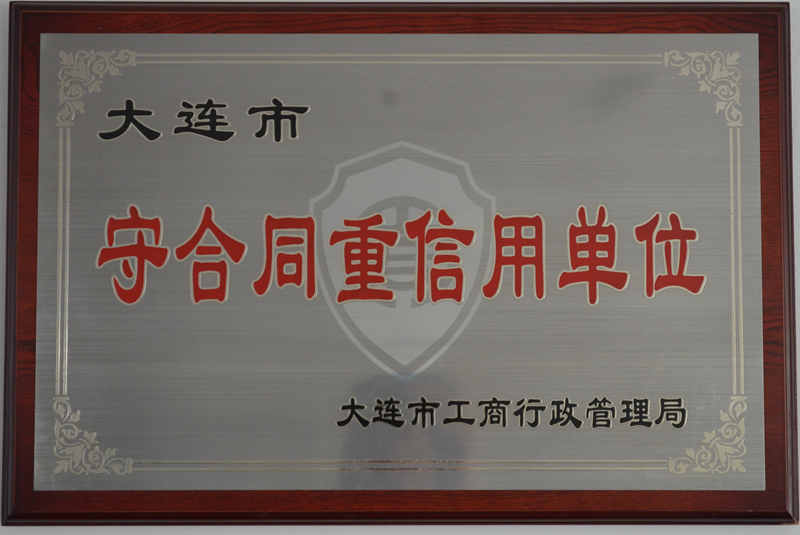 大连市
守合同重信用单位
大连市工商行政管理局